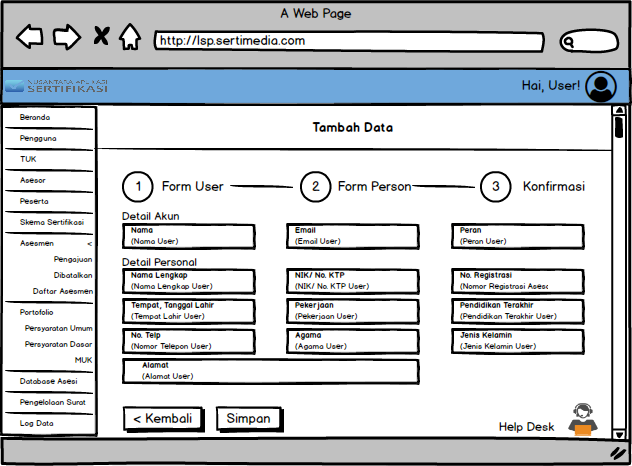 A Web Page
http://lsp.sertimedia.com
NUSANTARA APLIKASI
SERTIFIKASI
Hai, User!
Beranda
Pengguna
TUK
Asesor
Peserta
Skema Sertifikasi
Asesmen <
Pengajuan
Dibatalkan
Daftar Asesmen
Portofolio
Persyaratan Umum
Persyaratan Dasar
MUK
Database Asesi
Pengelolaan Surat
Log Data
Tambah Data
1 Form User
2 Form Person
3 Konfirmasi
Detail Akun
Nama
(Nama User)
Email
(Email User)
Peran
(Peran User)
Detail Personal
Nama Lengkap
(Nama Lengkap User)
NIK/ No. KTP
(NIK/ No. KTP User)
No. Registrasi
(Nomor Registrasi Asesc
Tempat, Tanggal Lahir
(Tempat Lahir User)
Pekerjaan
(Pekerjaan User)
Pendidikan Terakhir
(Pendidikan Terakhir User)
No. Telp
(Nomor Telepon User)
Agama
(Agama User)
Jenis Kelamin
(Jenis Kelamin User)
Alamat
(Alamat User)
< Kembali
Simpan
Help Desk